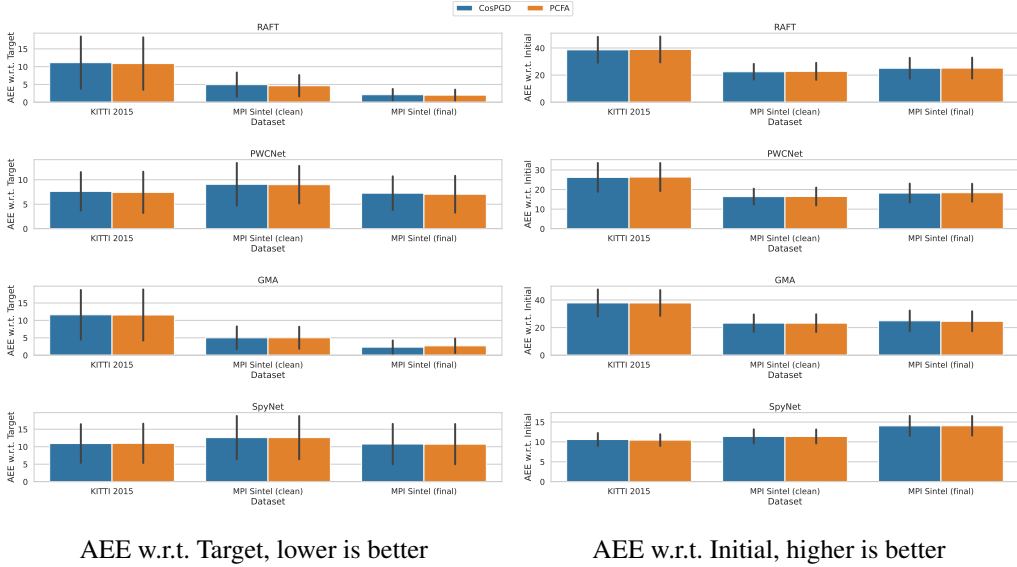 CosPGD PCFA
RAFT
AEE w.r.t. Target
15
10
5
0
KITTI 2015 MPI Sintel (clean) MPI Sintel (final)
Dataset
RAFT
AEE w.r.t. Initial
40
20
0
KITTI 2015 MPI Sintel (clean) MPI Sintel (final)
Dataset
PWCNet
AEE w.r.t. Target
10
5
0
KITTI 2015 MPI Sintel (clean) MPI Sintel (final)
Dataset
PWCNet
AEE w.r.t. Initial
30
20
10
0
KITTI 2015 MPI Sintel (clean) MPI Sintel (final)
Dataset
GMA
AEE w.r.t. Target
15
10
5
0
KITTI 2015 MPI Sintel (clean) MPI Sintel (final)
Dataset
GMA
AEE w.r.t. Initial
40
20
0
KITTI 2015 MPI Sintel (clean) MPI Sintel (final)
Dataset
SpyNet
AEE w.r.t. Target
15
10
5
0
KITTI 2015 MPI Sintel (clean) MPI Sintel (final)
Dataset
SpyNet
AEE w.r.t. Initial
15
10
5
0
KITTI 2015 MPI Sintel (clean) MPI Sintel (final)
Dataset
AEE w.r.t. Target, lower is better
AEE w.r.t. Initial, higher is better